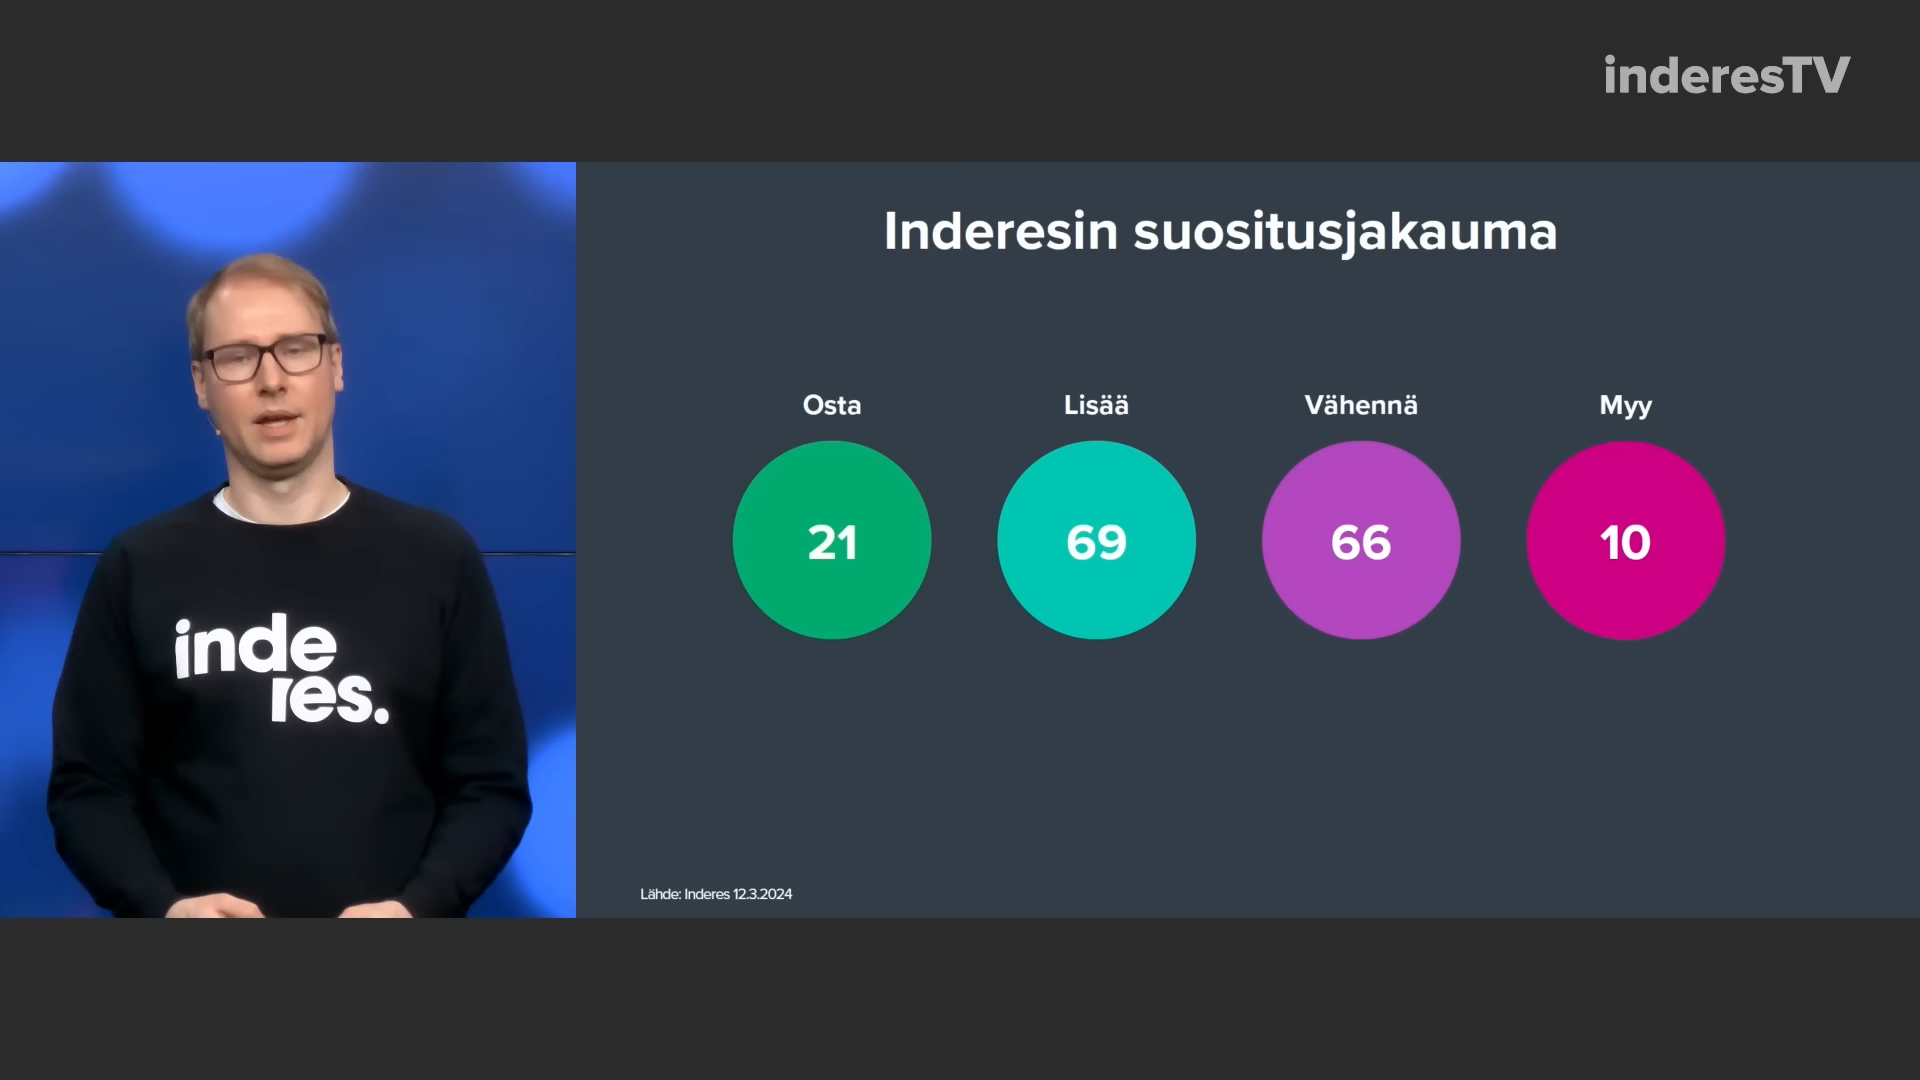 inderesTV
Inderesin suositusjakauma
Osta
Lisää
Vähennä
Myy
21
69
66
10
inde
res.
Lähde: Inderes 12.3.2024